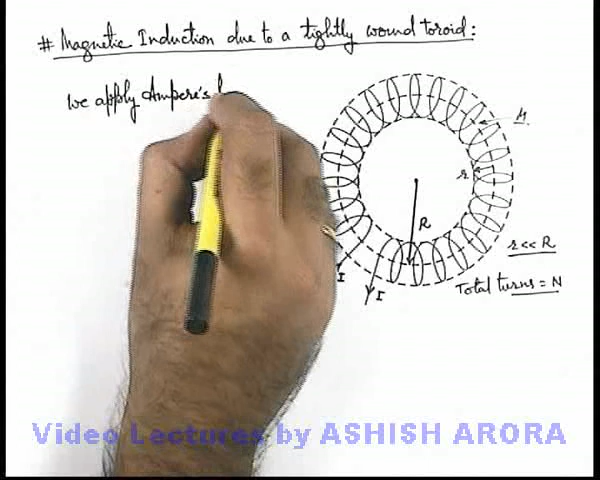 # Magnetic Induction due to a tightly wound toroid:
we apply Ampere's
M
r
R
r << R
I
I
Total turns = N
Video Lectures by ASHISH ARORA